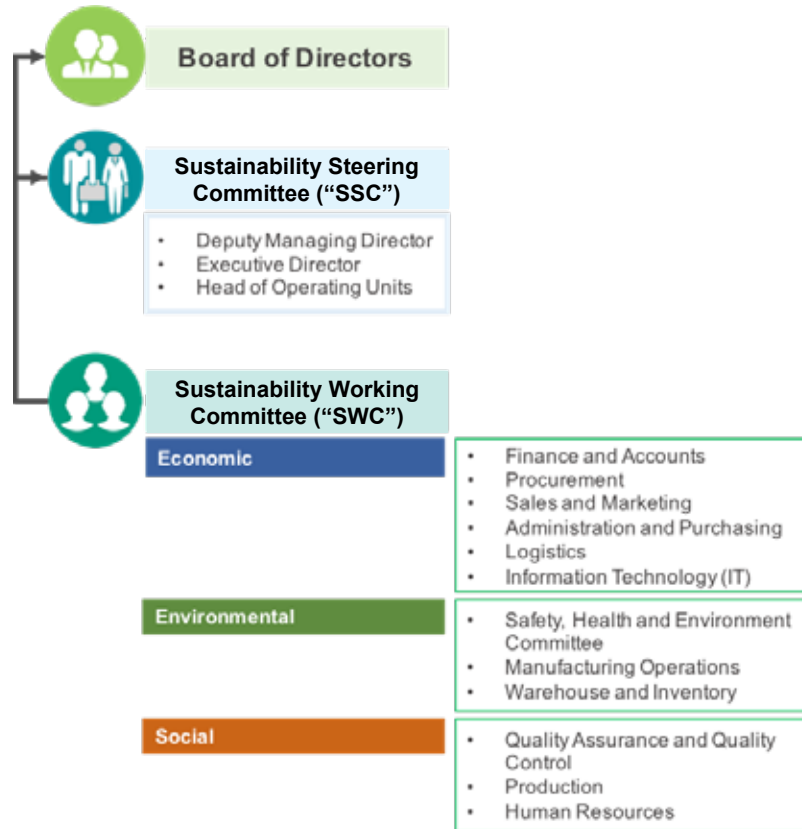 Board of Directors
Sustainability Steering
Committee (“SSC”)
• Deputy Managing Director
• Executive Director
• Head of Operating Units
Sustainability Working
Committee (“SWC”)
Economic
• Finance and Accounts
• Procurement
• Sales and Marketing
• Administration and Purchasing
• Logistics
• Information Technology (IT)
Environmental
• Safety, Health and Environment
Committee
• Manufacturing Operations
• Warehouse and Inventory
Social
• Quality Assurance and Quality
Control
• Production
• Human Resources